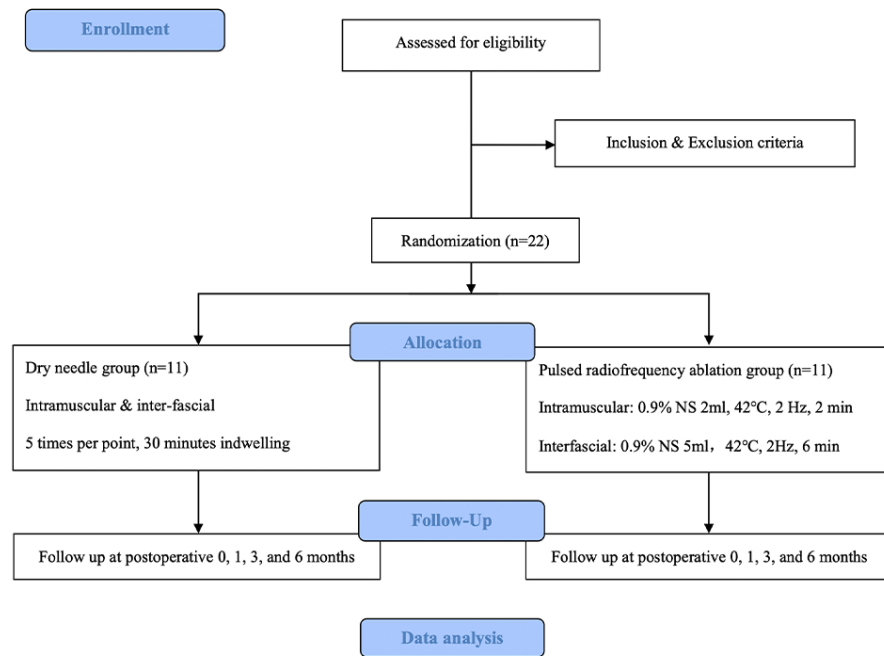 Enrollment
Assessed for eligibility
Inclusion & Exclusion criteria
Randomization (n=22)
Allocation
Dry needle group (n=11)
Intramuscular & inter-fascial
5 times per point, 30 minutes indwelling
Pulsed radiofrequency ablation group (n=11)
Intramuscular: 0.9% NS 2ml, 42℃, 2 Hz, 2 min
Interfascial: 0.9% NS 5ml，42℃, 2Hz, 6 min
Follow-Up
Follow up at postoperative 0, 1, 3, and 6 months
Follow up at postoperative 0, 1, 3, and 6 months
Data analysis